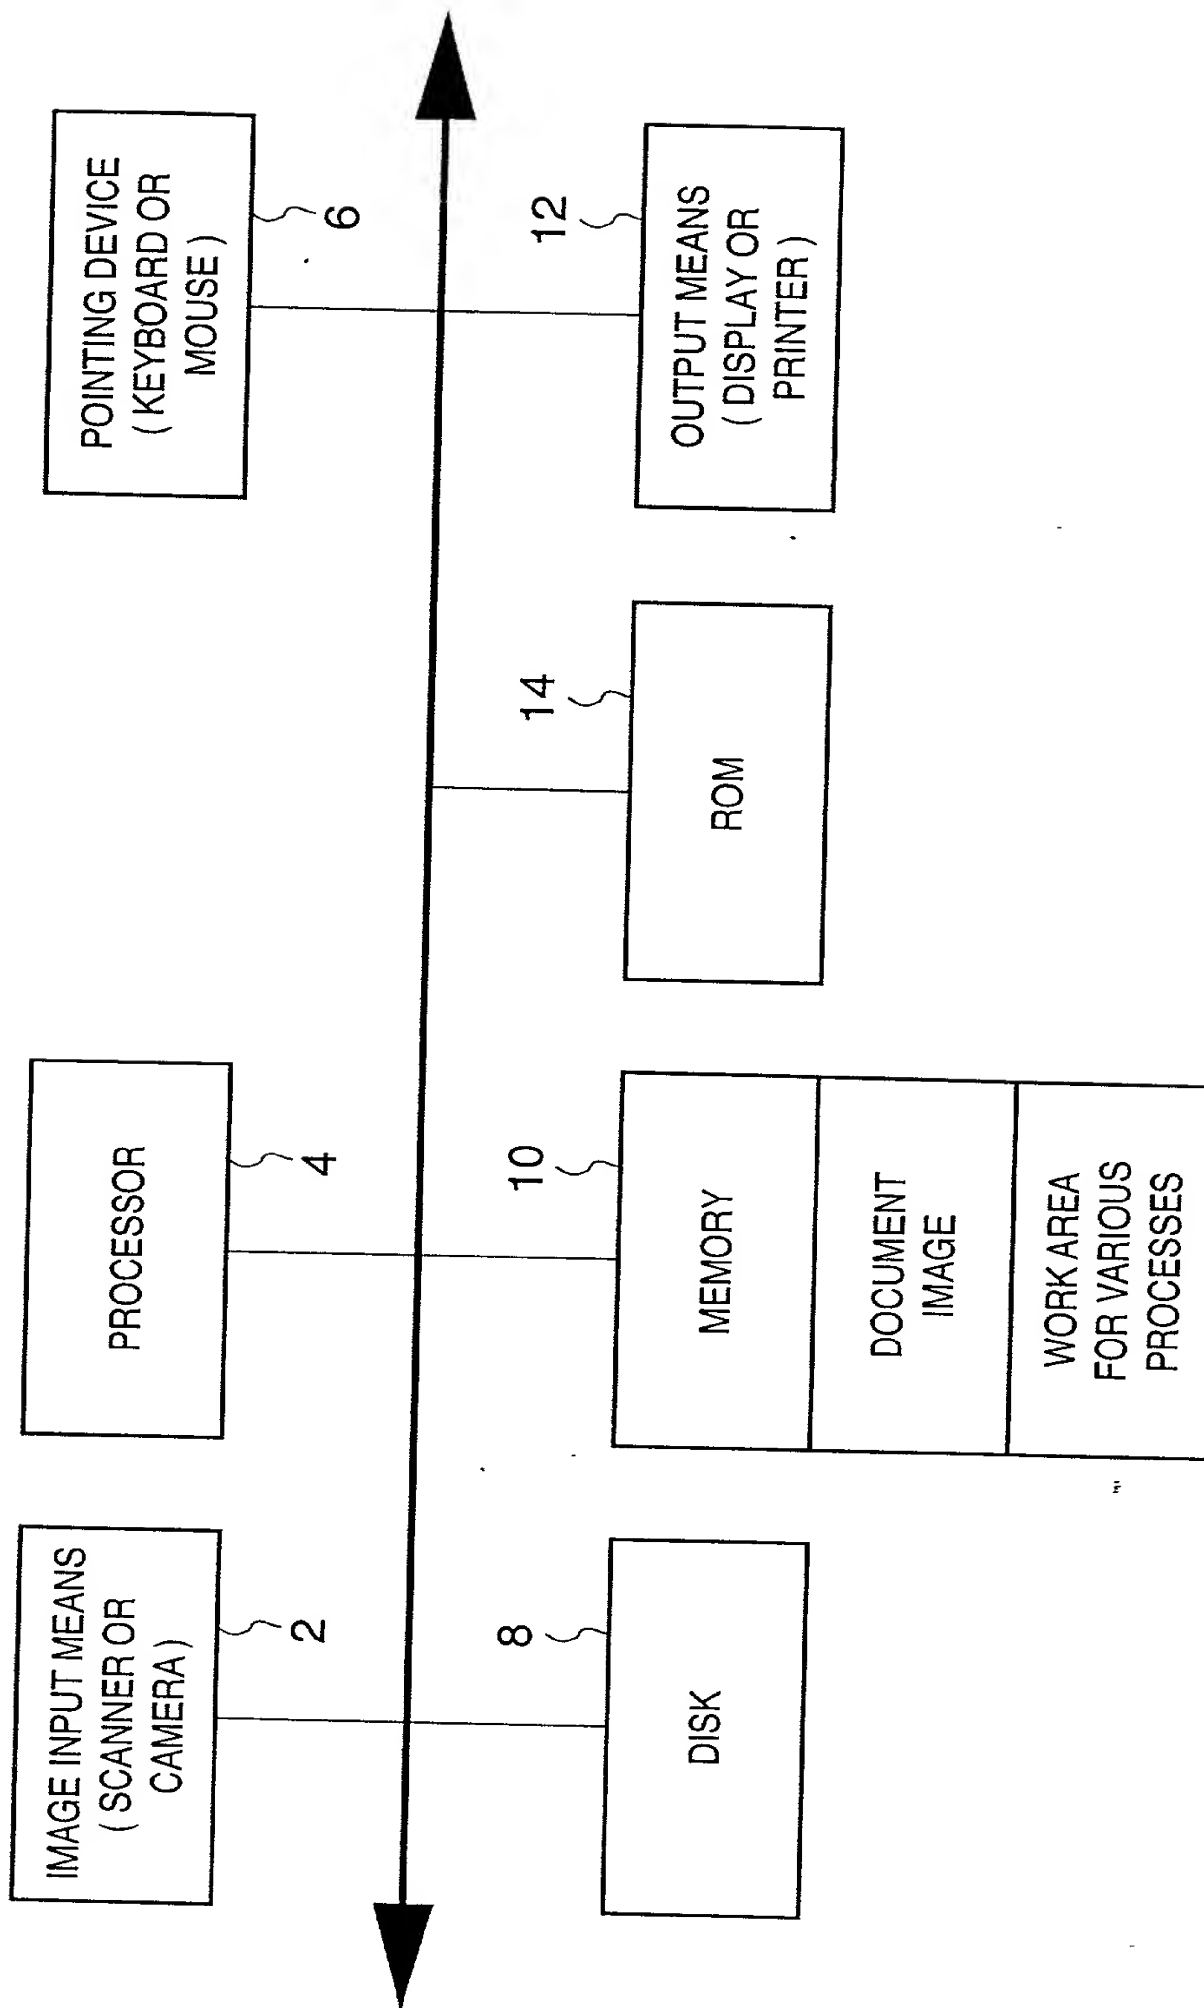 IMAGE INPUT MEANS
( SCANNER OR
CAMERA )
2
PROCESSOR
4
POINTING DEVICE
( KEYBOARD OR
MOUSE )
6
8
DISK
10
MEMORY
DOCUMENT
IMAGE
WORK AREA
FOR VARIOUS
PROCESSES
14
ROM
12
OUTPUT MEANS
( DISPLAY OR
PRINTER )